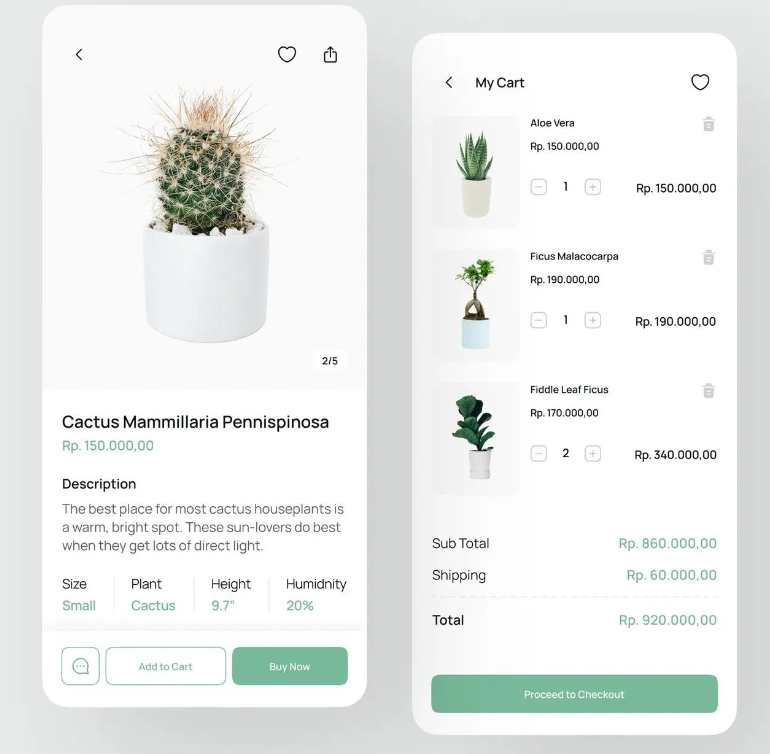 2/5
Cactus Mammillaria Pennispinosa
Rp. 150.000,00
Description
The best place for most cactus houseplants is
a warm, bright spot. These sun-lovers do best
when they get lots of direct light.
Size Plant Height Humidnity
Small Cactus 9.7" 20%
Add to Cart Buy Now
My Cart
Aloe Vera
Rp. 150.000,00
1 Rp. 150.000,00
Ficus Malacocarpa
Rp. 190.000,00
1 Rp. 190.000,00
Fiddle Leaf Ficus
Rp. 170.000,00
2 Rp. 340.000,00
Sub Total Rp. 860.000,00
Shipping Rp. 60.000,00
Total Rp. 920.000,00
Proceed to Checkout